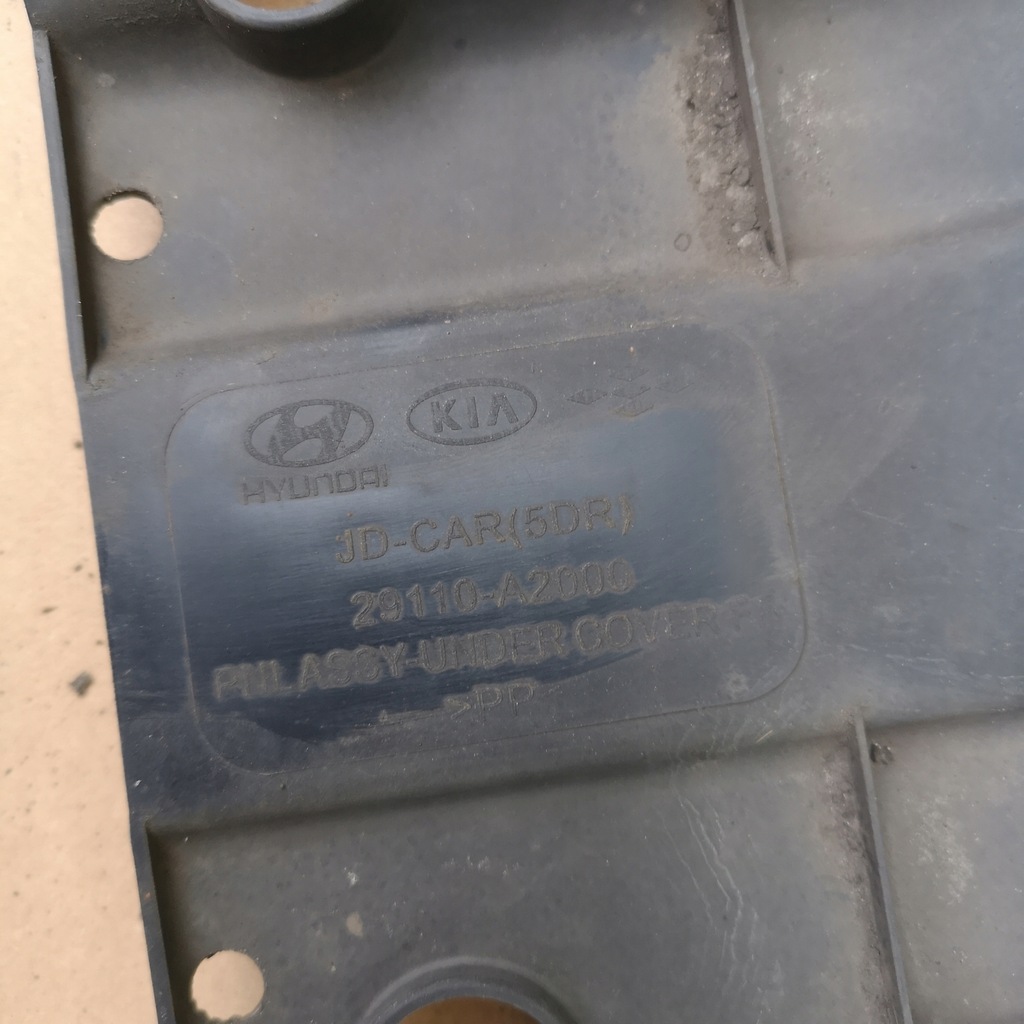 HYUNDAI KIA
JD-CAR(5DR)
29110-A2000
PNL ASSY-UNDER COVER
>PP